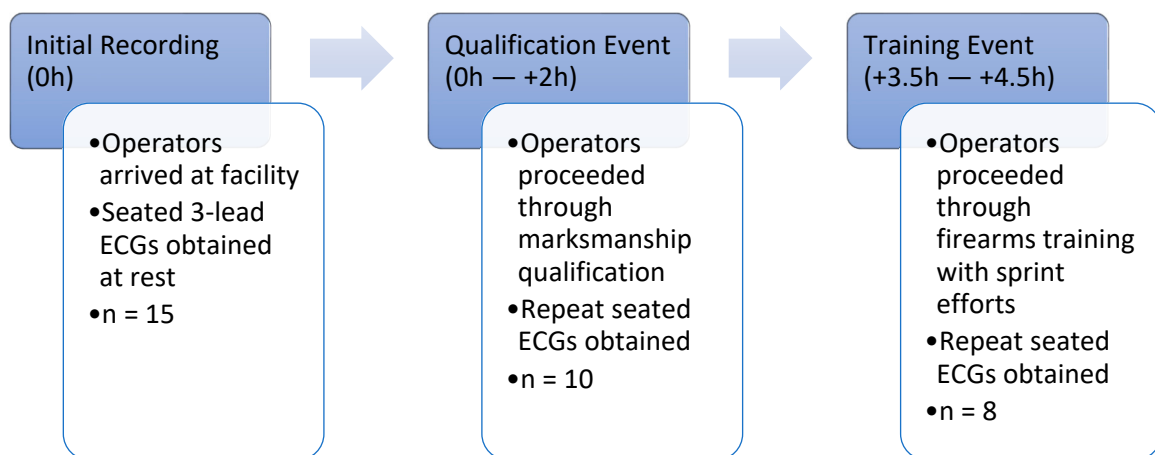 Initial Recording
(0h)
•Operators
arrived at facility
•Seated 3-lead
ECGs obtained
at rest
•n = 15
Qualification Event
(0h — +2h)
•Operators
proceeded
through
marksmanship
qualification
•Repeat seated
ECGs obtained
•n = 10
Training Event
(+3.5h — +4.5h)
•Operators
proceeded
through
firearms training
with sprint
efforts
•Repeat seated
ECGs obtained
•n = 8